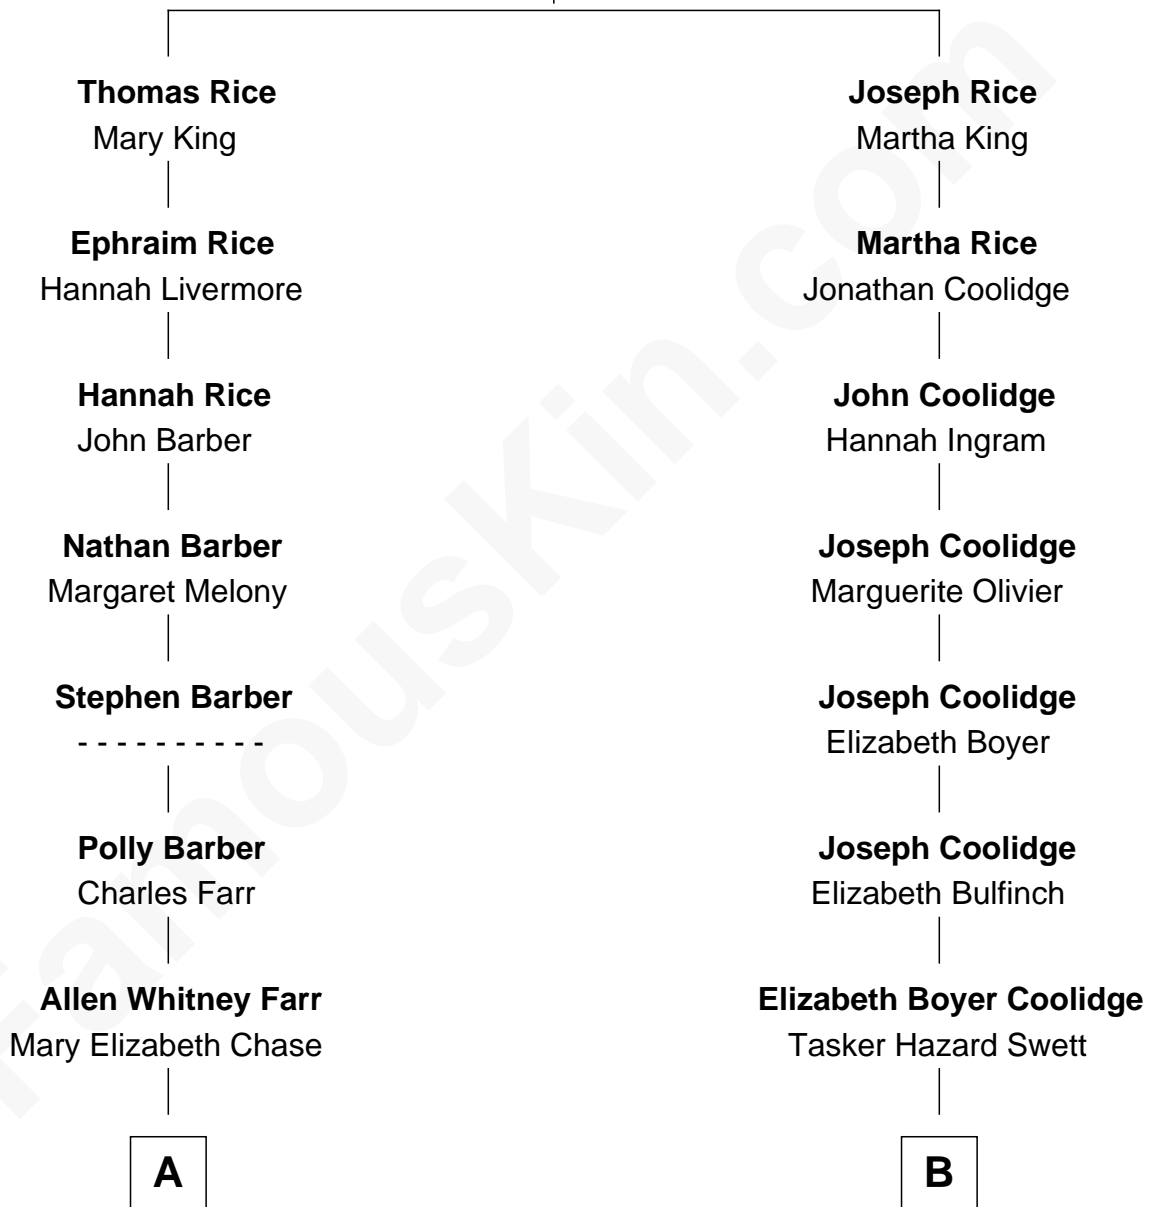 Thomas Rice
Mary King
Joseph Rice
Martha King
Ephraim Rice
Hannah Livermore
Martha Rice
Jonathan Coolidge
Hannah Rice
John Barber
John Coolidge
Hannah Ingram
Nathan Barber
Margaret Melony
Joseph Coolidge
Marguerite Olivier
Stephen Barber
- - - - - - - - - -
Joseph Coolidge
Elizabeth Boyer
Polly Barber
Charles Farr
Joseph Coolidge
Elizabeth Bulfinch
Allen Whitney Farr
Mary Elizabeth Chase
Elizabeth Boyer Coolidge
Tasker Hazard Swett
A
B
FamousKin.com